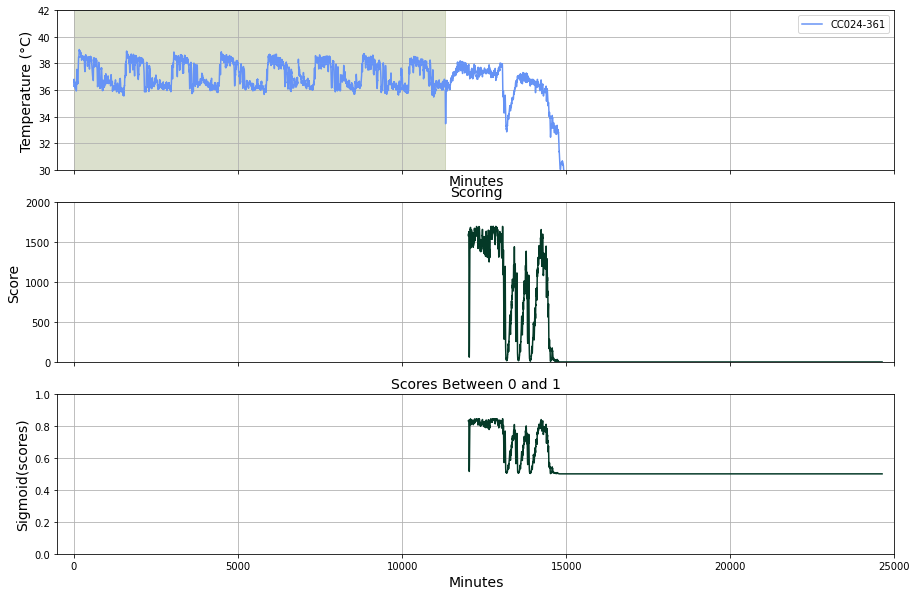 42
40
38
36
34
32
30
Temperature (°C)
CC024-361
Minutes
Scoring
2000
1500
1000
500
0
Score
Scores Between 0 and 1
1.0
0.8
0.6
0.4
0.2
0.0
Sigmoid(scores)
0 5000 10000 15000 20000 25000
Minutes